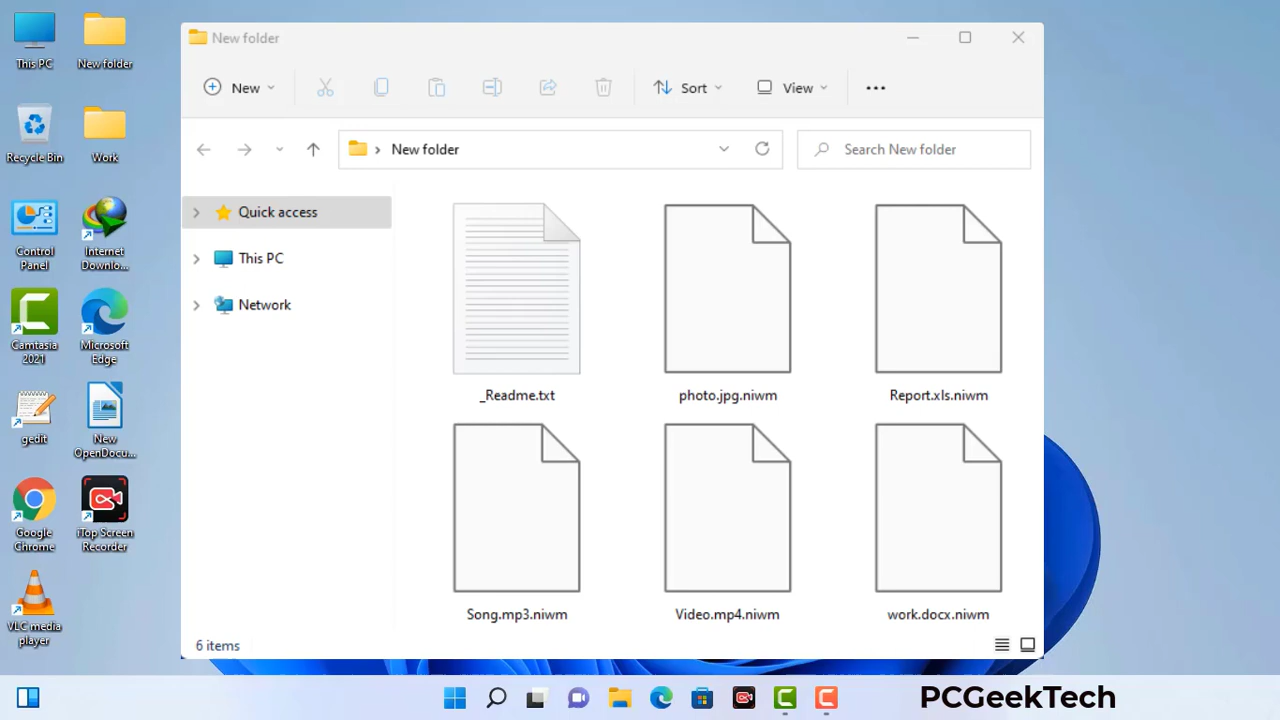 This PC
New folder
Recycle Bin
Work
Control
Panel
Internet
Downlo...
Camtasia
2021
Microsoft
Edge
gedit
New
OpenDocu...
Google
Chrome
iTop Screen
Recorder
VLC media
player
New folder
New
Sort
View
New folder
Search New folder
Quick access
This PC
Network
_Readme.txt
photo.jpg.niwm
Report.xls.niwm
Song.mp3.niwm
Video.mp4.niwm
work.docx.niwm
6 items
PCGeekTech